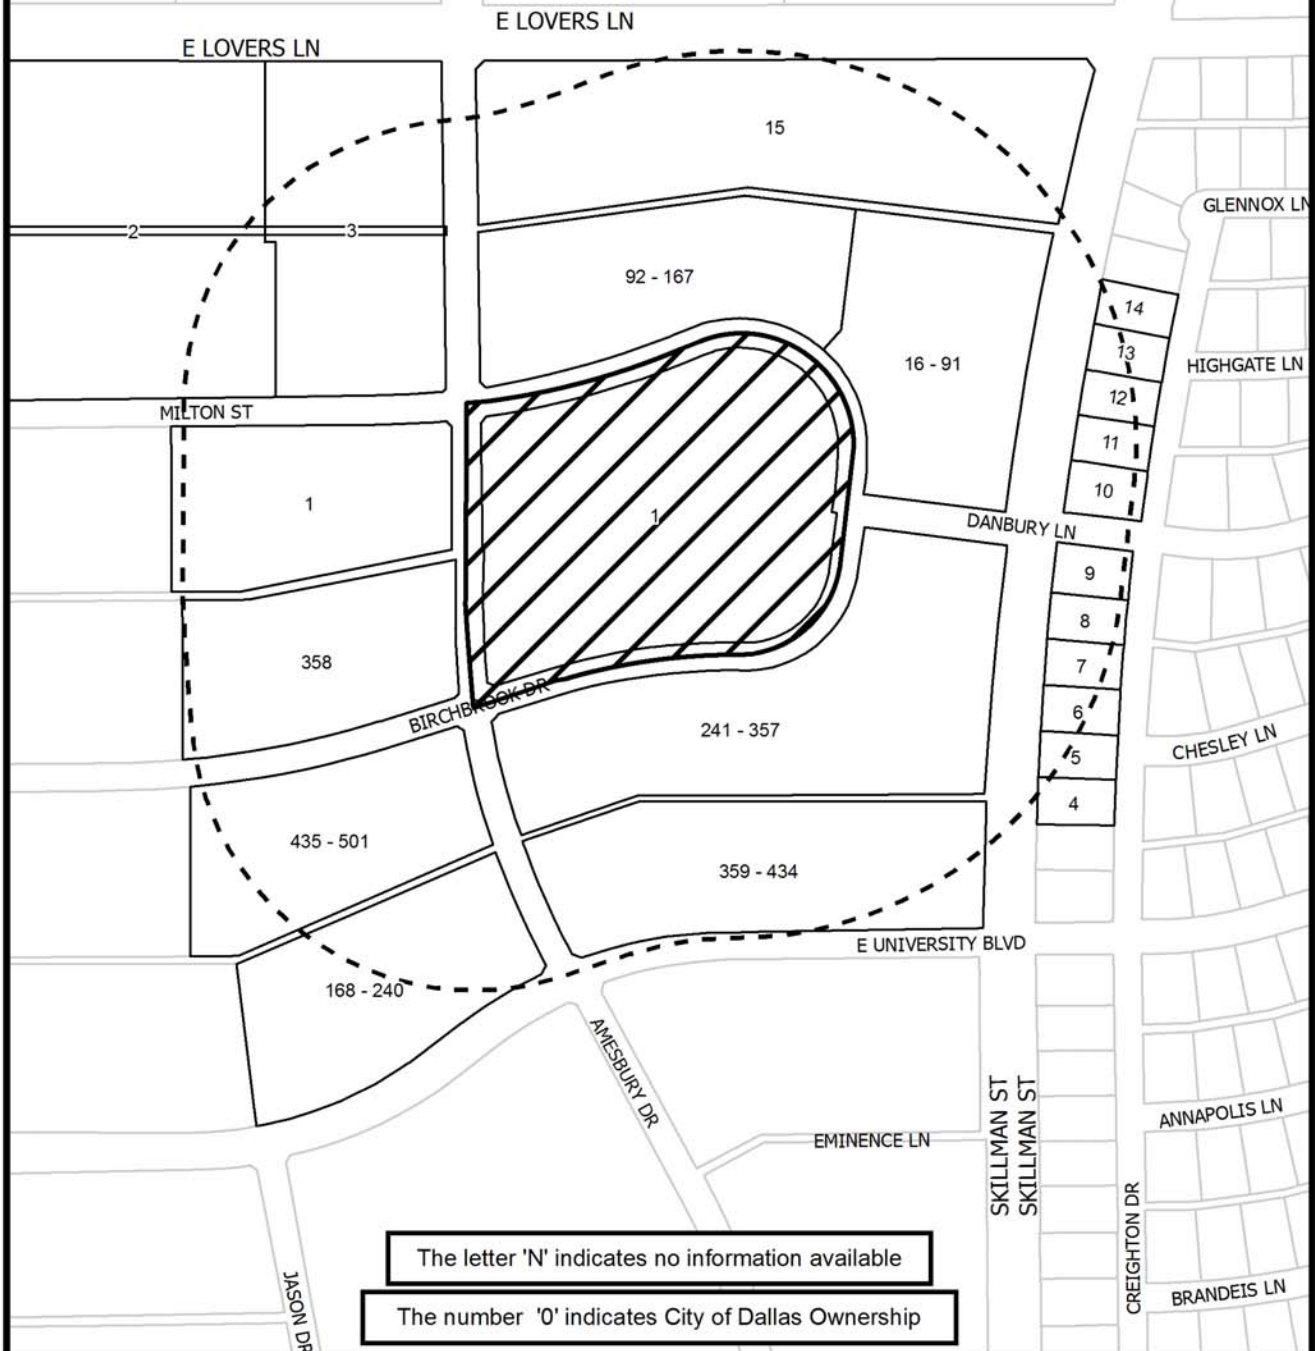 E LOVERS LN
E LOVERS LN
15
GLENNOX LN
2
3
92 - 167
14
13
16 - 91
HIGHGATE LN
12
MILTON ST
11
10
1
1
DANBURY LN
9
8
358
7
BIRCHBROOK DR
6
241 - 357
CHESLEY LN
5
4
435 - 501
359 - 434
E UNIVERSITY BLVD
168 - 240
AMESBURY DR
SKILLMAN ST
SKILLMAN ST
ANNAPOLIS LN
EMINENCE LN
CREIGHTON DR
The letter 'N' indicates no information available
JASON DR
BRANDEIS LN
The number '0' indicates City of Dallas Ownership